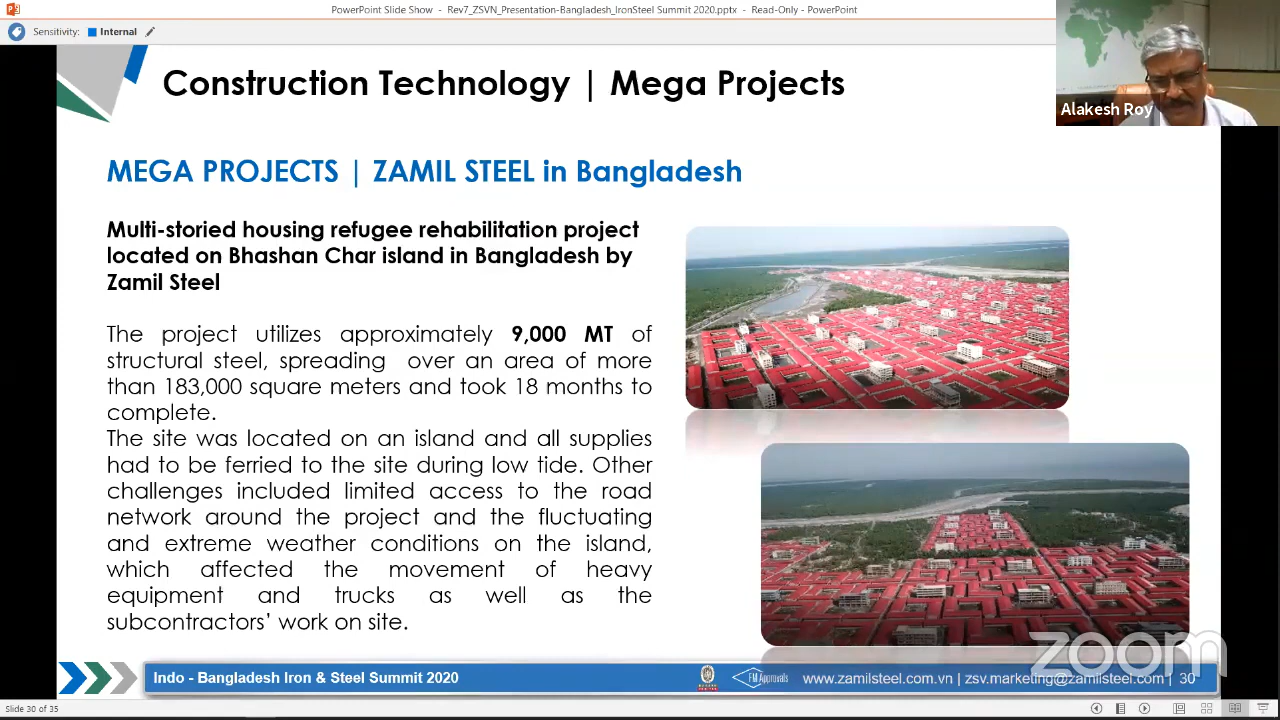 PowerPoint Slide Show - Rev7_ZSVN_Presentation-Bangladesh_IronSteel Summit 2020.pptx - Read-Only - PowerPoint
Sensitivity: Internal
Construction Technology | Mega Projects
Alakesh Roy
MEGA PROJECTS | ZAMIL STEEL in Bangladesh
Multi-storied housing refugee rehabilitation project
located on Bhashan Char island in Bangladesh by
Zamil Steel
The project utilizes approximately 9,000 MT of
structural steel, spreading over an area of more
than 183,000 square meters and took 18 months to
complete.
The site was located on an island and all supplies
had to be ferried to the site during low tide. Other
challenges included limited access to the road
network around the project and the fluctuating
and extreme weather conditions on the island,
which affected the movement of heavy
equipment and trucks as well as the
subcontractors’ work on site.
zoom
Indo - Bangladesh Iron & Steel Summit 2020
FM Approvals
www.zamilsteel.com.vn | zsv.marketing@zamilsteel.com | 30
Slide 30 of 35